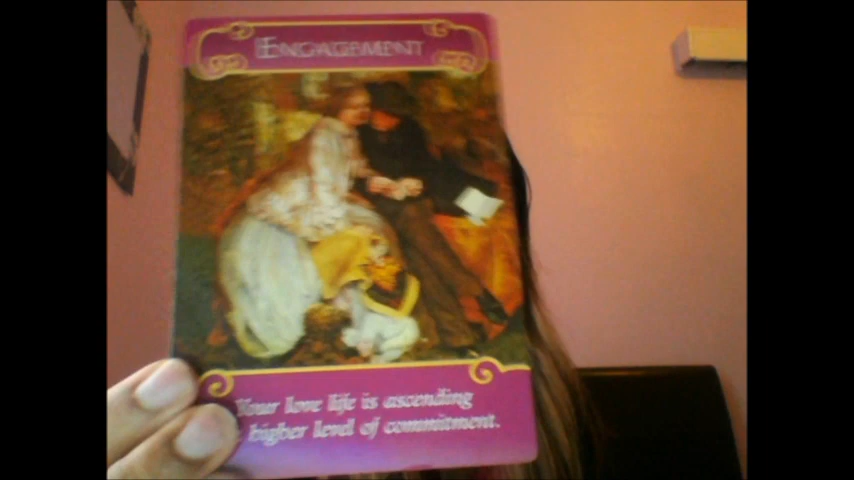 ENGAGEMENT
Your love life is ascending
higher level of commitment.